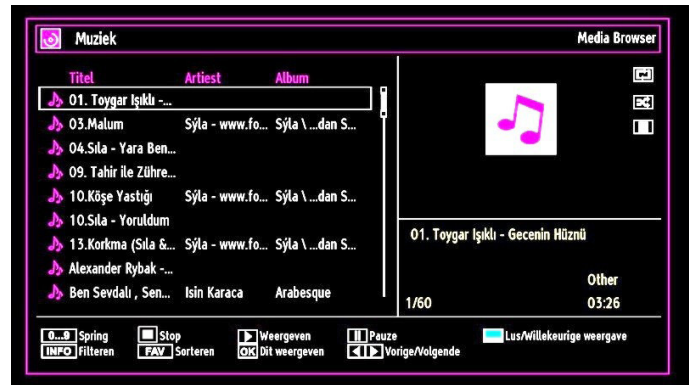 Muziek
Media Browser
Titel Artiest Album
01. Toygar Işıklı -...
03.Malum Sýla - www.fo... Sýla \ ...dan S...
04.Sıla - Yara Ben...
09. Tahir ile Zühre...
10.Köşe Yastığı Sýla - www.fo... Sýla \ ...dan S...
10.Sıla - Yoruldum
13.Korkma (Sıla &... Sýla - www.fo... Sýla \ ...dan S...
Alexander Rybak -...
Ben Sevdalı , Sen... Isin Karaca Arabesque
01. Toygar Işıklı - Gecenin Hüznü
Other
1/60 03:26
0...9 Spring Stop Weergeven Pauze Lus/Willekeurige weergave
INFO Filteren FAV Sorteren OK Dit weergeven Vorige/Volgende